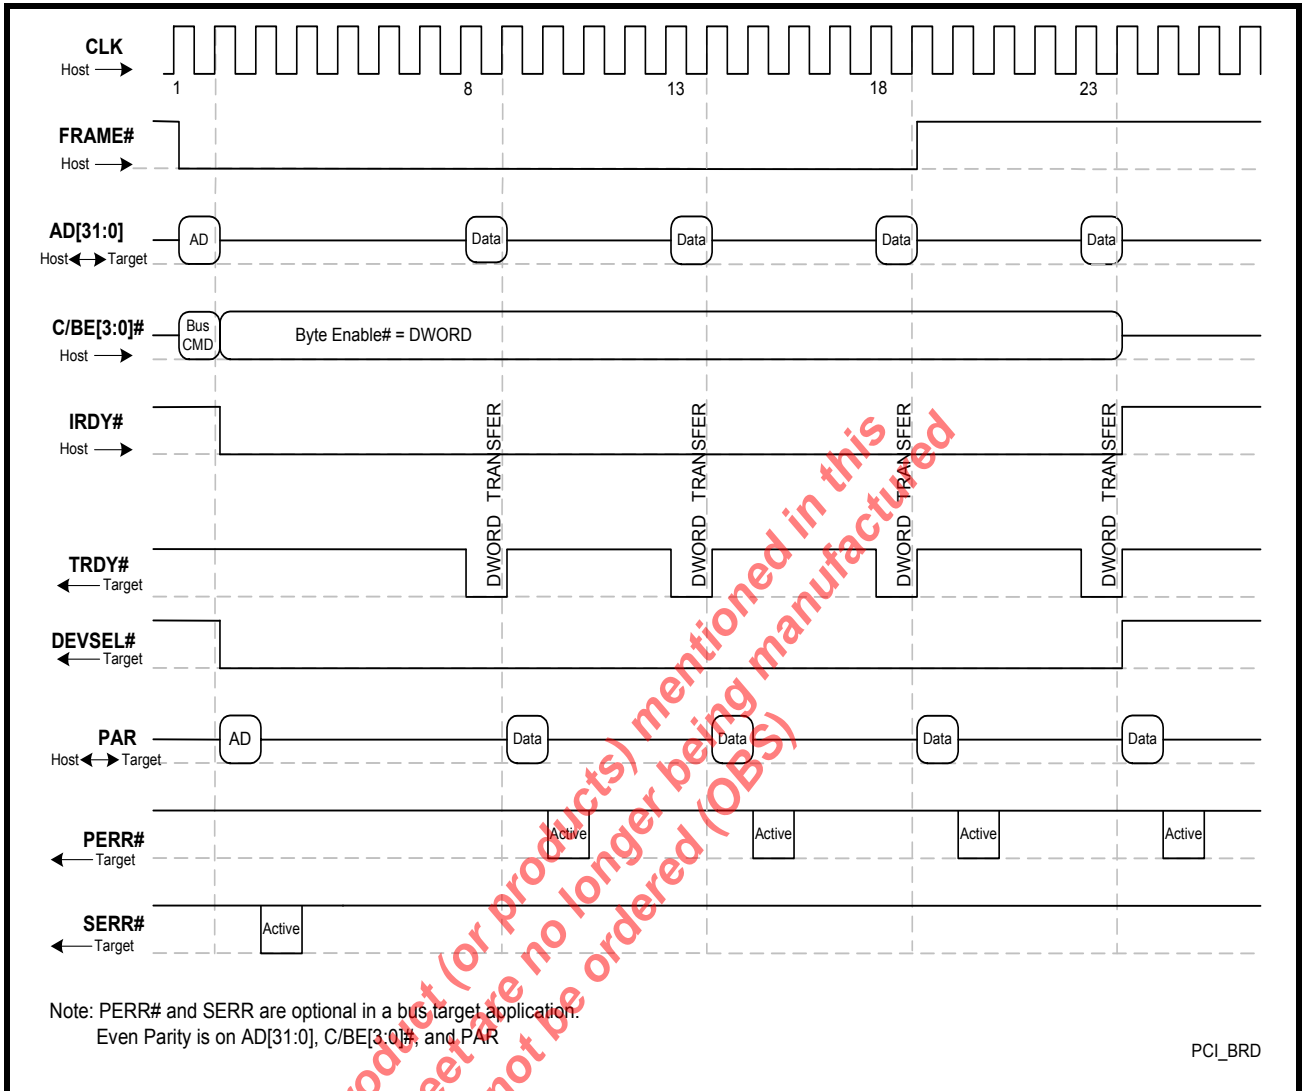 CLK
Host
1 8 13 18 23
FRAME#
Host
AD[31:0]
Host Target
AD Data Data Data Data
C/BE[3:0]#
Host
Bus
CMD
Byte Enable# = DWORD
IRDY#
Host
DWORD TRANSFER
DWORD TRANSFER
DWORD TRANSFER
DWORD TRANSFER
TRDY#
Target
DEVSEL#
Target
PAR
Host Target
AD Data Data Data Data
PERR#
Target
Active Active Active Active
SERR#
Target
Active
Note: PERR# and SERR are optional in a bus target application.
Even Parity is on AD[31:0], C/BE[3:0]#, and PAR
PCI_BRD
oduct (or products) mentioned in this
eet are no longer being manufactured
not be ordered (OBS)